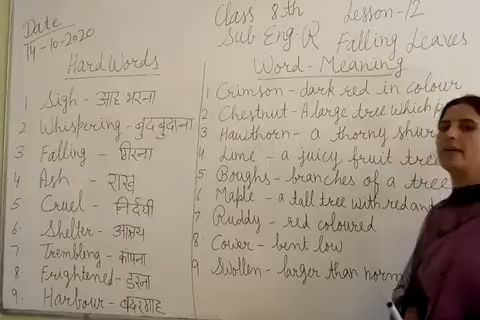 Date
14-10-2020
Class 8th Lesson-12
Sub Eng-R Falling Leaves
Hard Words
1 Sigh - आह भरना
2 Whispering - बुदबुदाना
3 Falling - गिरना
4 Ash - राख
5. Cruel - निर्दयी
6. Shelter - आश्रय
7. Trembling - कांपना
8. Frightened - डरना
9. Harbour - बंदरगाह
Word-Meaning
1 Crimson - dark red in colour
2. Chestnut - A large tree which
3 Hawthorn - a thorny shur
4 Lime - a juicy fruit tree
5 Boughs - branches of a tree
6 Maple - a tall tree with red and
7 Ruddy - red coloured
8. Cower - bent low
9 Swollen - larger than norm